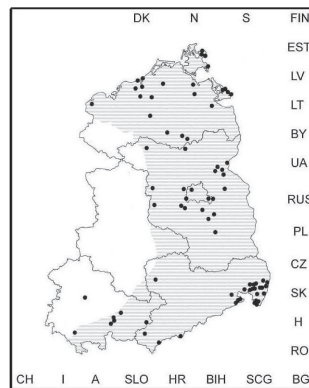 DK N S FIN
EST
LV
LT
BY
UA
RUS
PL
CZ
SK
H
RO
CH I A SLO HR BIH SCG BG